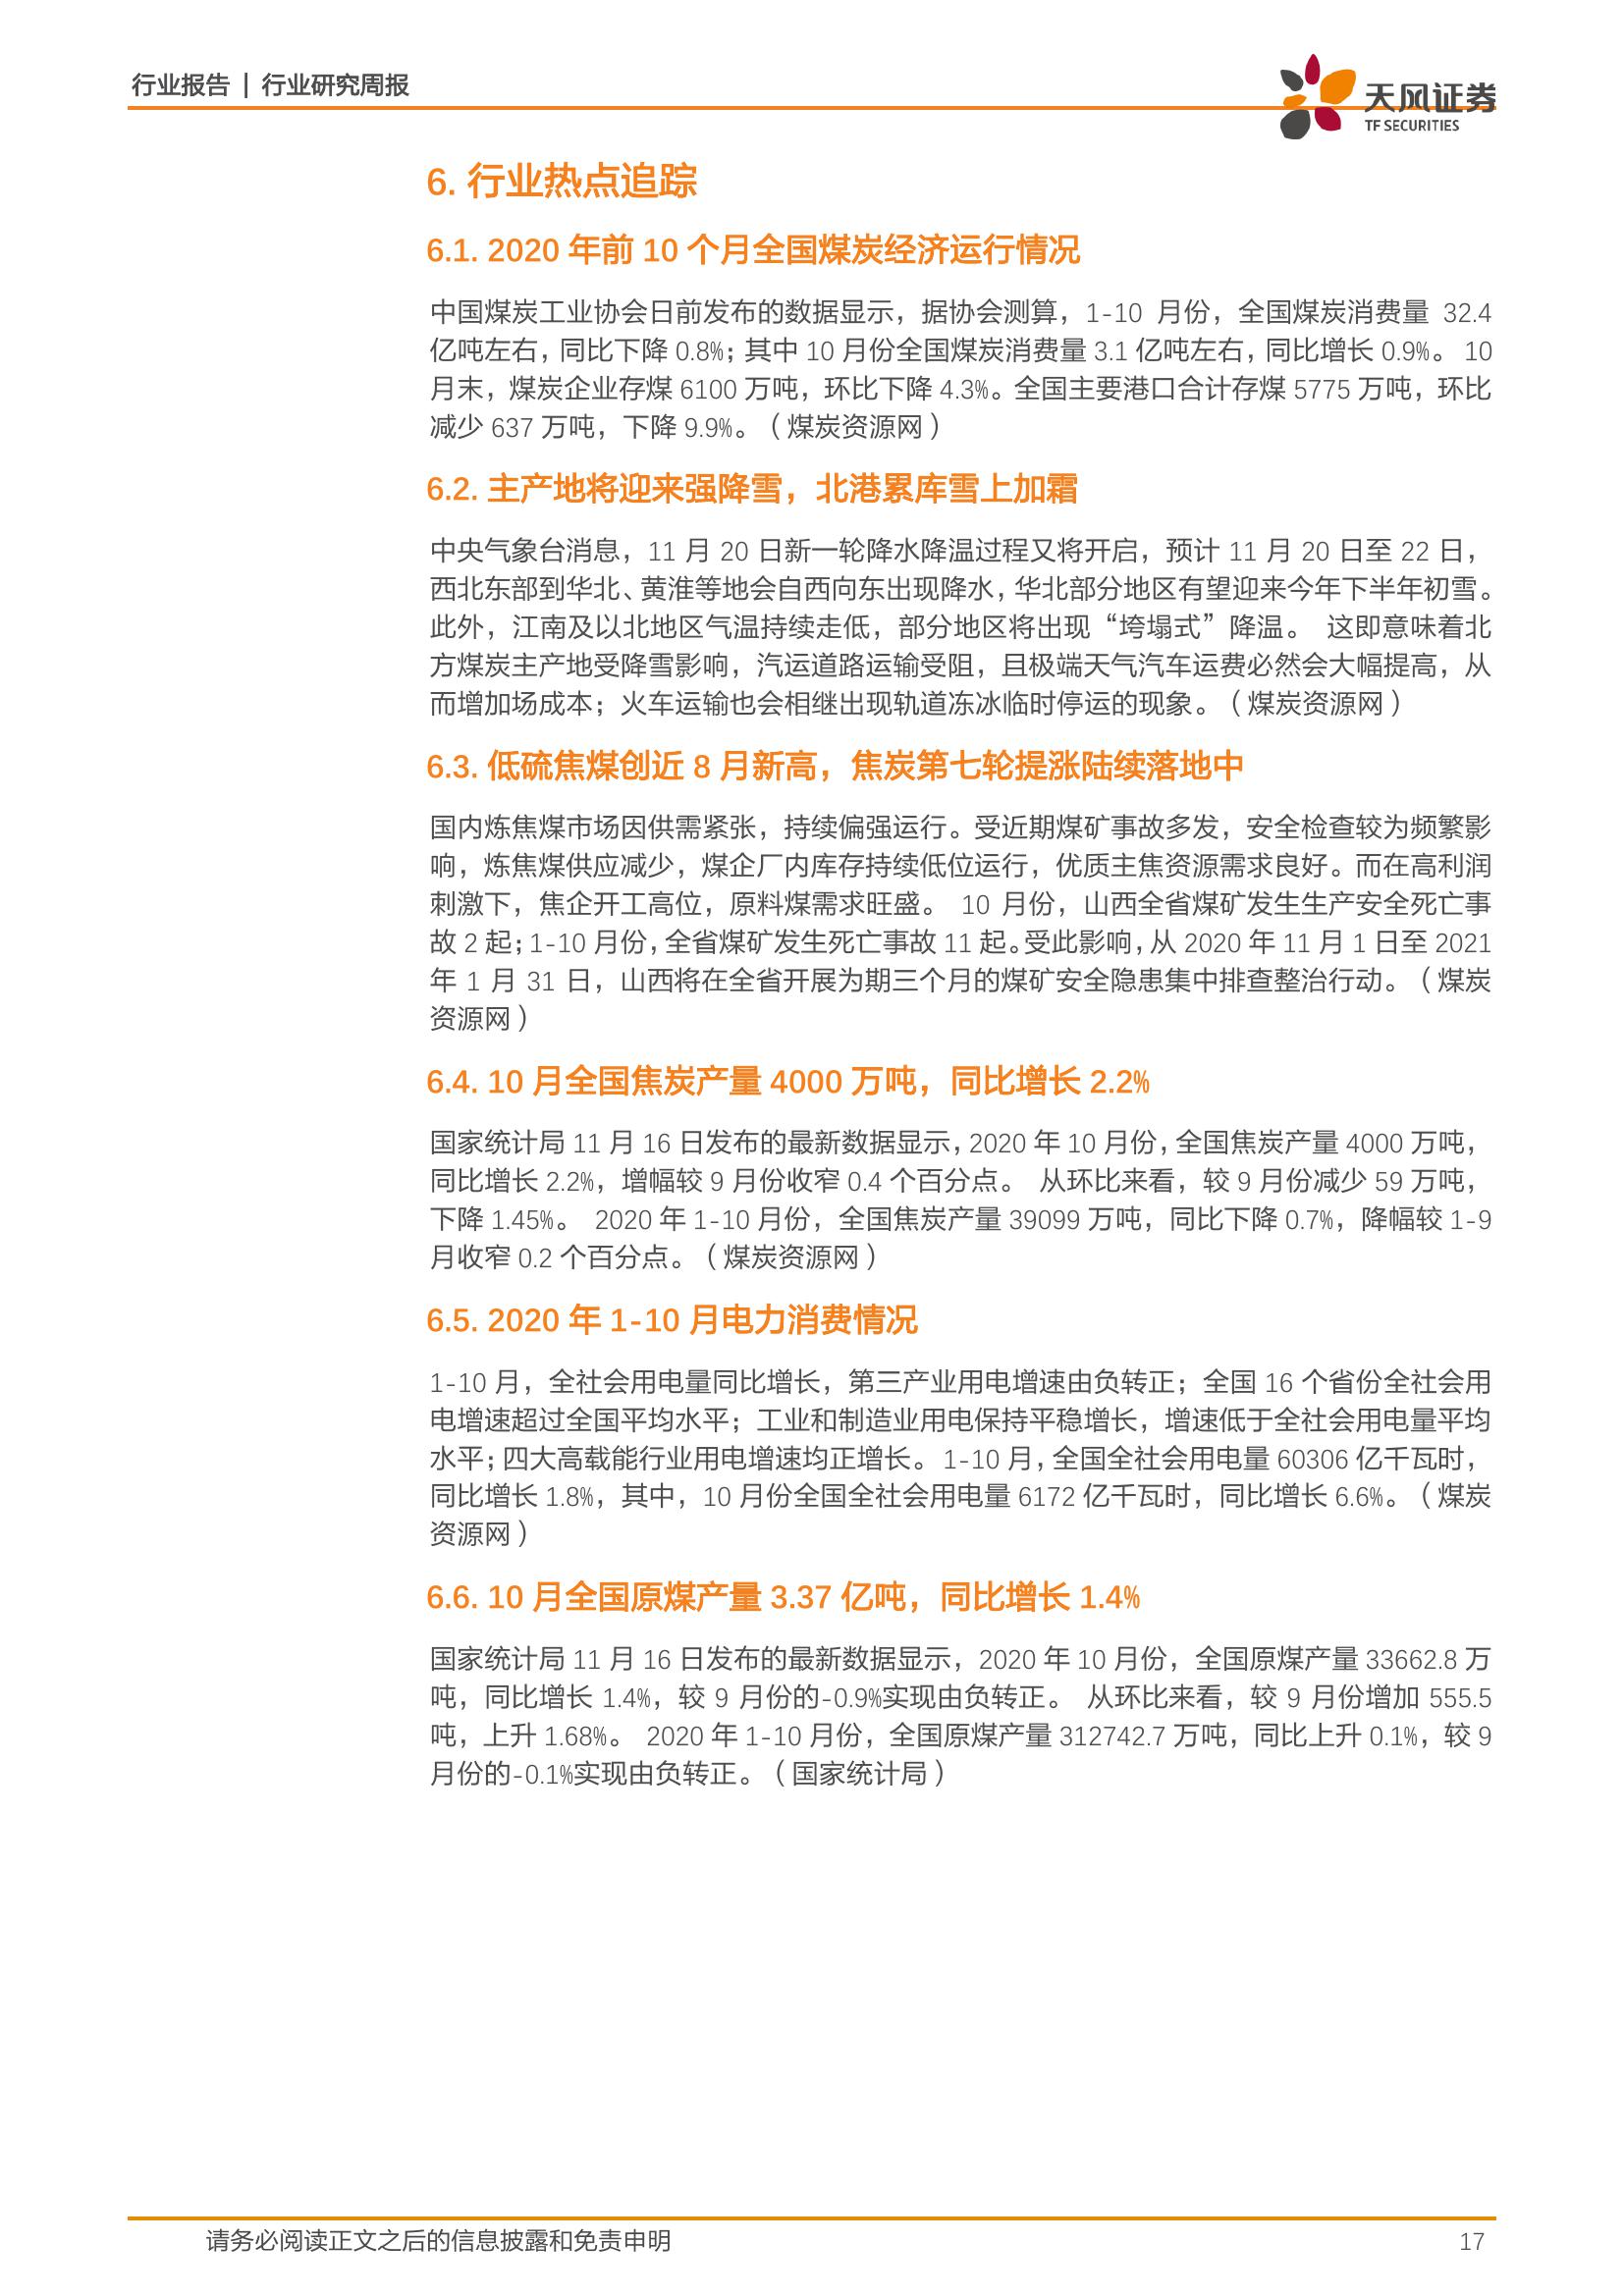 行业报告 | 行业研究周报
天风证券
TF SECURITIES
6. 行业热点追踪
6.1. 2020 年前 10 个月全国煤炭经济运行情况
中国煤炭工业协会日前发布的数据显示，据协会测算，1-10 月份，全国煤炭消费量 32.4
亿吨左右，同比下降 0.8%；其中 10 月份全国煤炭消费量 3.1 亿吨左右，同比增长 0.9%。 10
月末，煤炭企业存煤 6100 万吨，环比下降 4.3%。全国主要港口合计存煤 5775 万吨，环比
减少 637 万吨，下降 9.9%。（煤炭资源网）
6.2. 主产地将迎来强降雪，北港累库雪上加霜
中央气象台消息，11 月 20 日新一轮降水降温过程又将开启，预计 11 月 20 日至 22 日，
西北东部到华北、黄淮等地会自西向东出现降水，华北部分地区有望迎来今年下半年初雪。
此外，江南及以北地区气温持续走低，部分地区将出现“垮塌式”降温。 这即意味着北
方煤炭主产地受降雪影响，汽运道路运输受阻，且极端天气汽车运费必然会大幅提高，从
而增加场成本；火车运输也会相继出现轨道冻冰临时停运的现象。（煤炭资源网）
6.3. 低硫焦煤创近 8 月新高，焦炭第七轮提涨陆续落地中
国内炼焦煤市场因供需紧张，持续偏强运行。受近期煤矿事故多发，安全检查较为频繁影
响，炼焦煤供应减少，煤企厂内库存持续低位运行，优质主焦资源需求良好。而在高利润
刺激下，焦企开工高位，原料煤需求旺盛。 10 月份，山西全省煤矿发生生产安全死亡事
故 2 起；1-10 月份，全省煤矿发生死亡事故 11 起。受此影响，从 2020 年 11 月 1 日至 2021
年 1 月 31 日，山西将在全省开展为期三个月的煤矿安全隐患集中排查整治行动。（煤炭
资源网）
6.4. 10 月全国焦炭产量 4000 万吨，同比增长 2.2%
国家统计局 11 月 16 日发布的最新数据显示，2020 年 10 月份，全国焦炭产量 4000 万吨，
同比增长 2.2%，增幅较 9 月份收窄 0.4 个百分点。 从环比来看，较 9 月份减少 59 万吨，
下降 1.45%。 2020 年 1-10 月份，全国焦炭产量 39099 万吨，同比下降 0.7%，降幅较 1-9
月收窄 0.2 个百分点。（煤炭资源网）
6.5. 2020 年 1-10 月电力消费情况
1-10 月，全社会用电量同比增长，第三产业用电增速由负转正；全国 16 个省份全社会用
电增速超过全国平均水平；工业和制造业用电保持平稳增长，增速低于全社会用电量平均
水平；四大高载能行业用电增速均正增长。1-10 月，全国全社会用电量 60306 亿千瓦时，
同比增长 1.8%，其中，10 月份全国全社会用电量 6172 亿千瓦时，同比增长 6.6%。（煤炭
资源网）
6.6. 10 月全国原煤产量 3.37 亿吨，同比增长 1.4%
国家统计局 11 月 16 日发布的最新数据显示，2020 年 10 月份，全国原煤产量 33662.8 万
吨，同比增长 1.4%，较 9 月份的-0.9%实现由负转正。 从环比来看，较 9 月份增加 555.5
吨，上升 1.68%。 2020 年 1-10 月份，全国原煤产量 312742.7 万吨，同比上升 0.1%，较 9
月份的-0.1%实现由负转正。（国家统计局）
请务必阅读正文之后的信息披露和免责申明
17